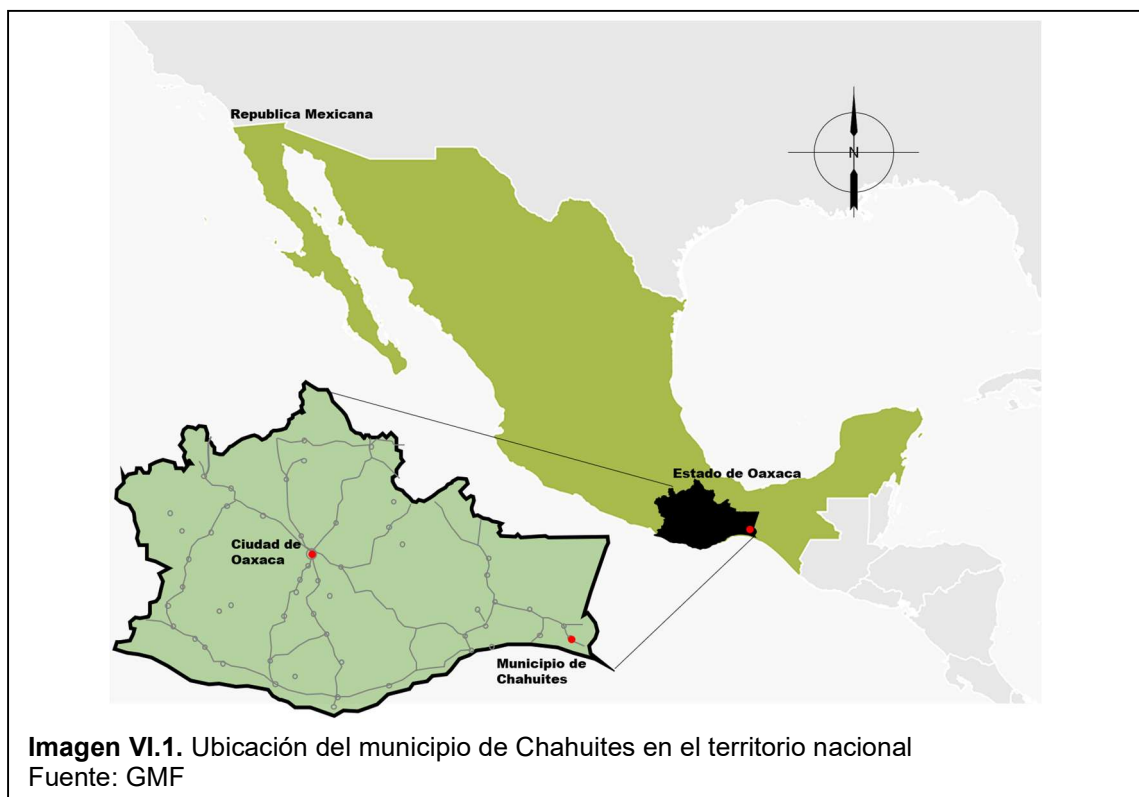 Republica Mexicana
N
Estado de Oaxaca
Ciudad de
Oaxaca
Municipio de
Chahuites
Imagen VI.1. Ubicación del municipio de Chahuites en el territorio nacional
Fuente: GMF